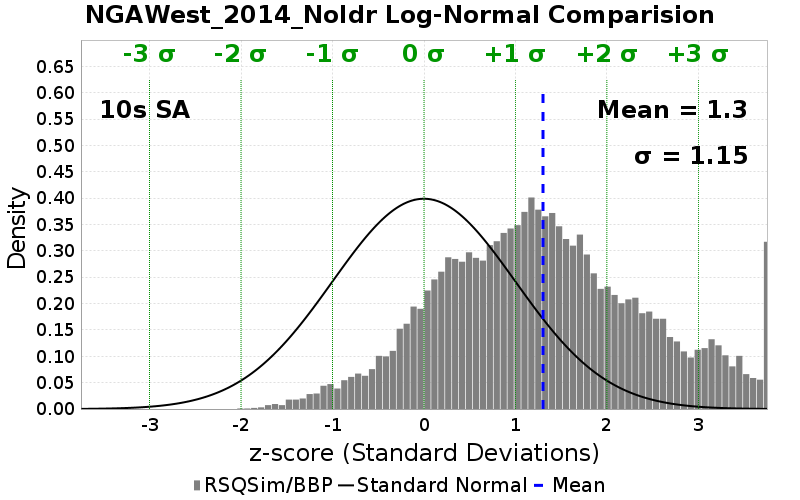 NGAWest_2014_NoIdr Log-Normal Comparision
-3 σ -2 σ -1 σ 0 σ +1 σ +2 σ +3 σ
10s SA
Mean = 1.3
σ = 1.15
Density
0.65
0.60
0.55
0.50
0.45
0.40
0.35
0.30
0.25
0.20
0.15
0.10
0.05
0.00
-3 -2 -1 0 1 2 3
z-score (Standard Deviations)
RSQSim/BBP Standard Normal Mean